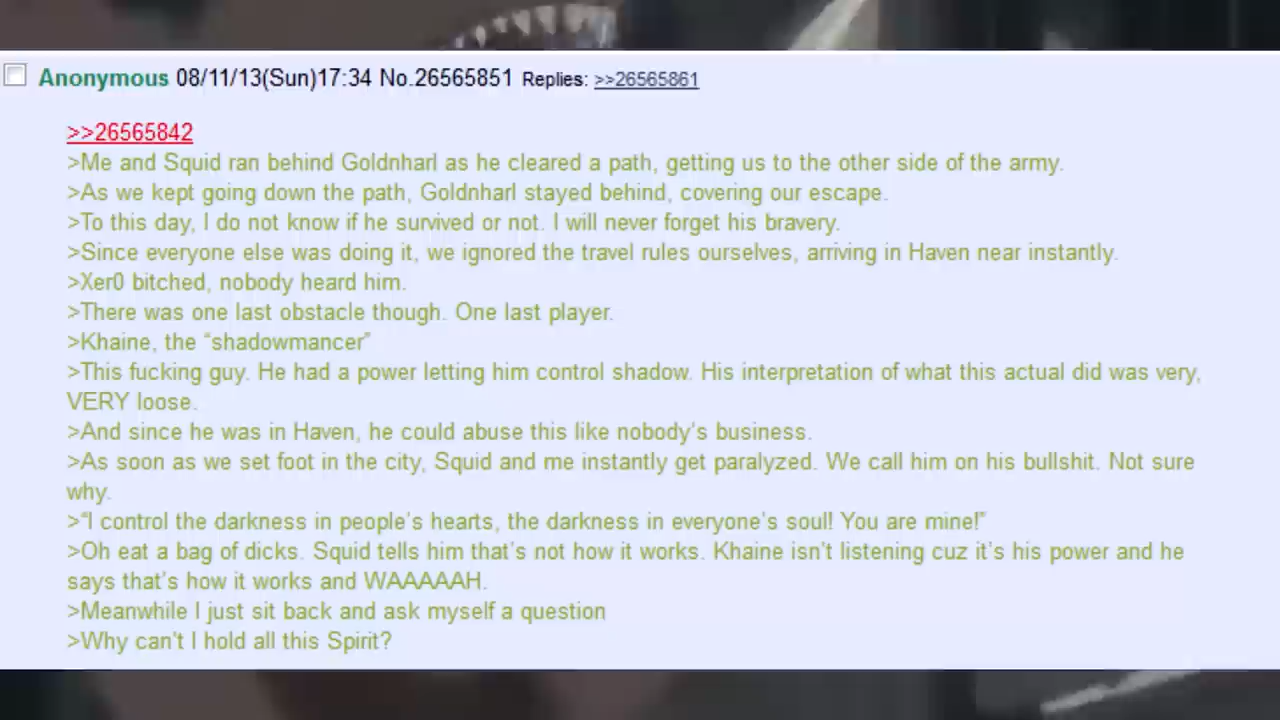 Anonymous 08/11/13(Sun)17:34 No.26565851 Replies: >>26565861
>>26565842
>Me and Squid ran behind Goldnharl as he cleared a path, getting us to the other side of the army.
>As we kept going down the path, Goldnharl stayed behind, covering our escape.
>To this day, I do not know if he survived or not. I will never forget his bravery.
>Since everyone else was doing it, we ignored the travel rules ourselves, arriving in Haven near instantly.
>Xer0 bitched, nobody heard him.
>There was one last obstacle though. One last player.
>Khaine, the “shadowmancer”
>This fucking guy. He had a power letting him control shadow. His interpretation of what this actual did was very,
VERY loose.
>And since he was in Haven, he could abuse this like nobody’s business.
>As soon as we set foot in the city, Squid and me instantly get paralyzed. We call him on his bullshit. Not sure
why.
>“I control the darkness in people’s hearts, the darkness in everyone’s soul! You are mine!”
>Oh eat a bag of dicks. Squid tells him that’s not how it works. Khaine isn’t listening cuz it’s his power and he
says that’s how it works and WAAAAAH.
>Meanwhile I just sit back and ask myself a question
>Why can’t I hold all this Spirit?